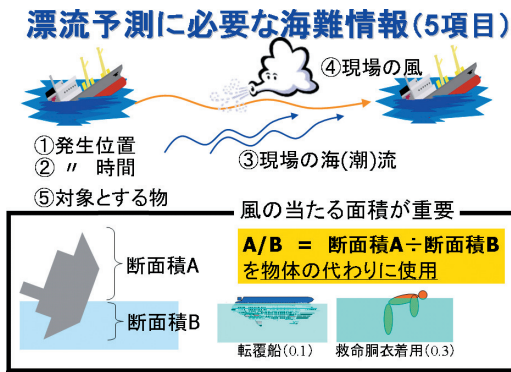 漂流予測に必要な海難情報(5項目)
④現場の風
①発生位置
② 〃 時間
③現場の海(潮)流
⑤対象とする物
風の当たる面積が重要
断面積A
断面積B
A/B = 断面積A÷断面積B
を物体の代わりに使用
転覆船(0.1)
救命胴衣着用(0.3)